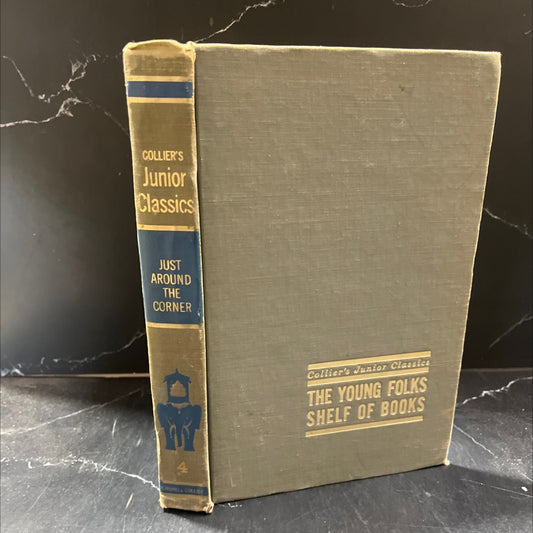 COLLIER'S
Junior
Classics
JUST
AROUND
THE
CORNER
4
Collier's Junior Classics
THE YOUNG FOLKS
SHELF OF BOOKS